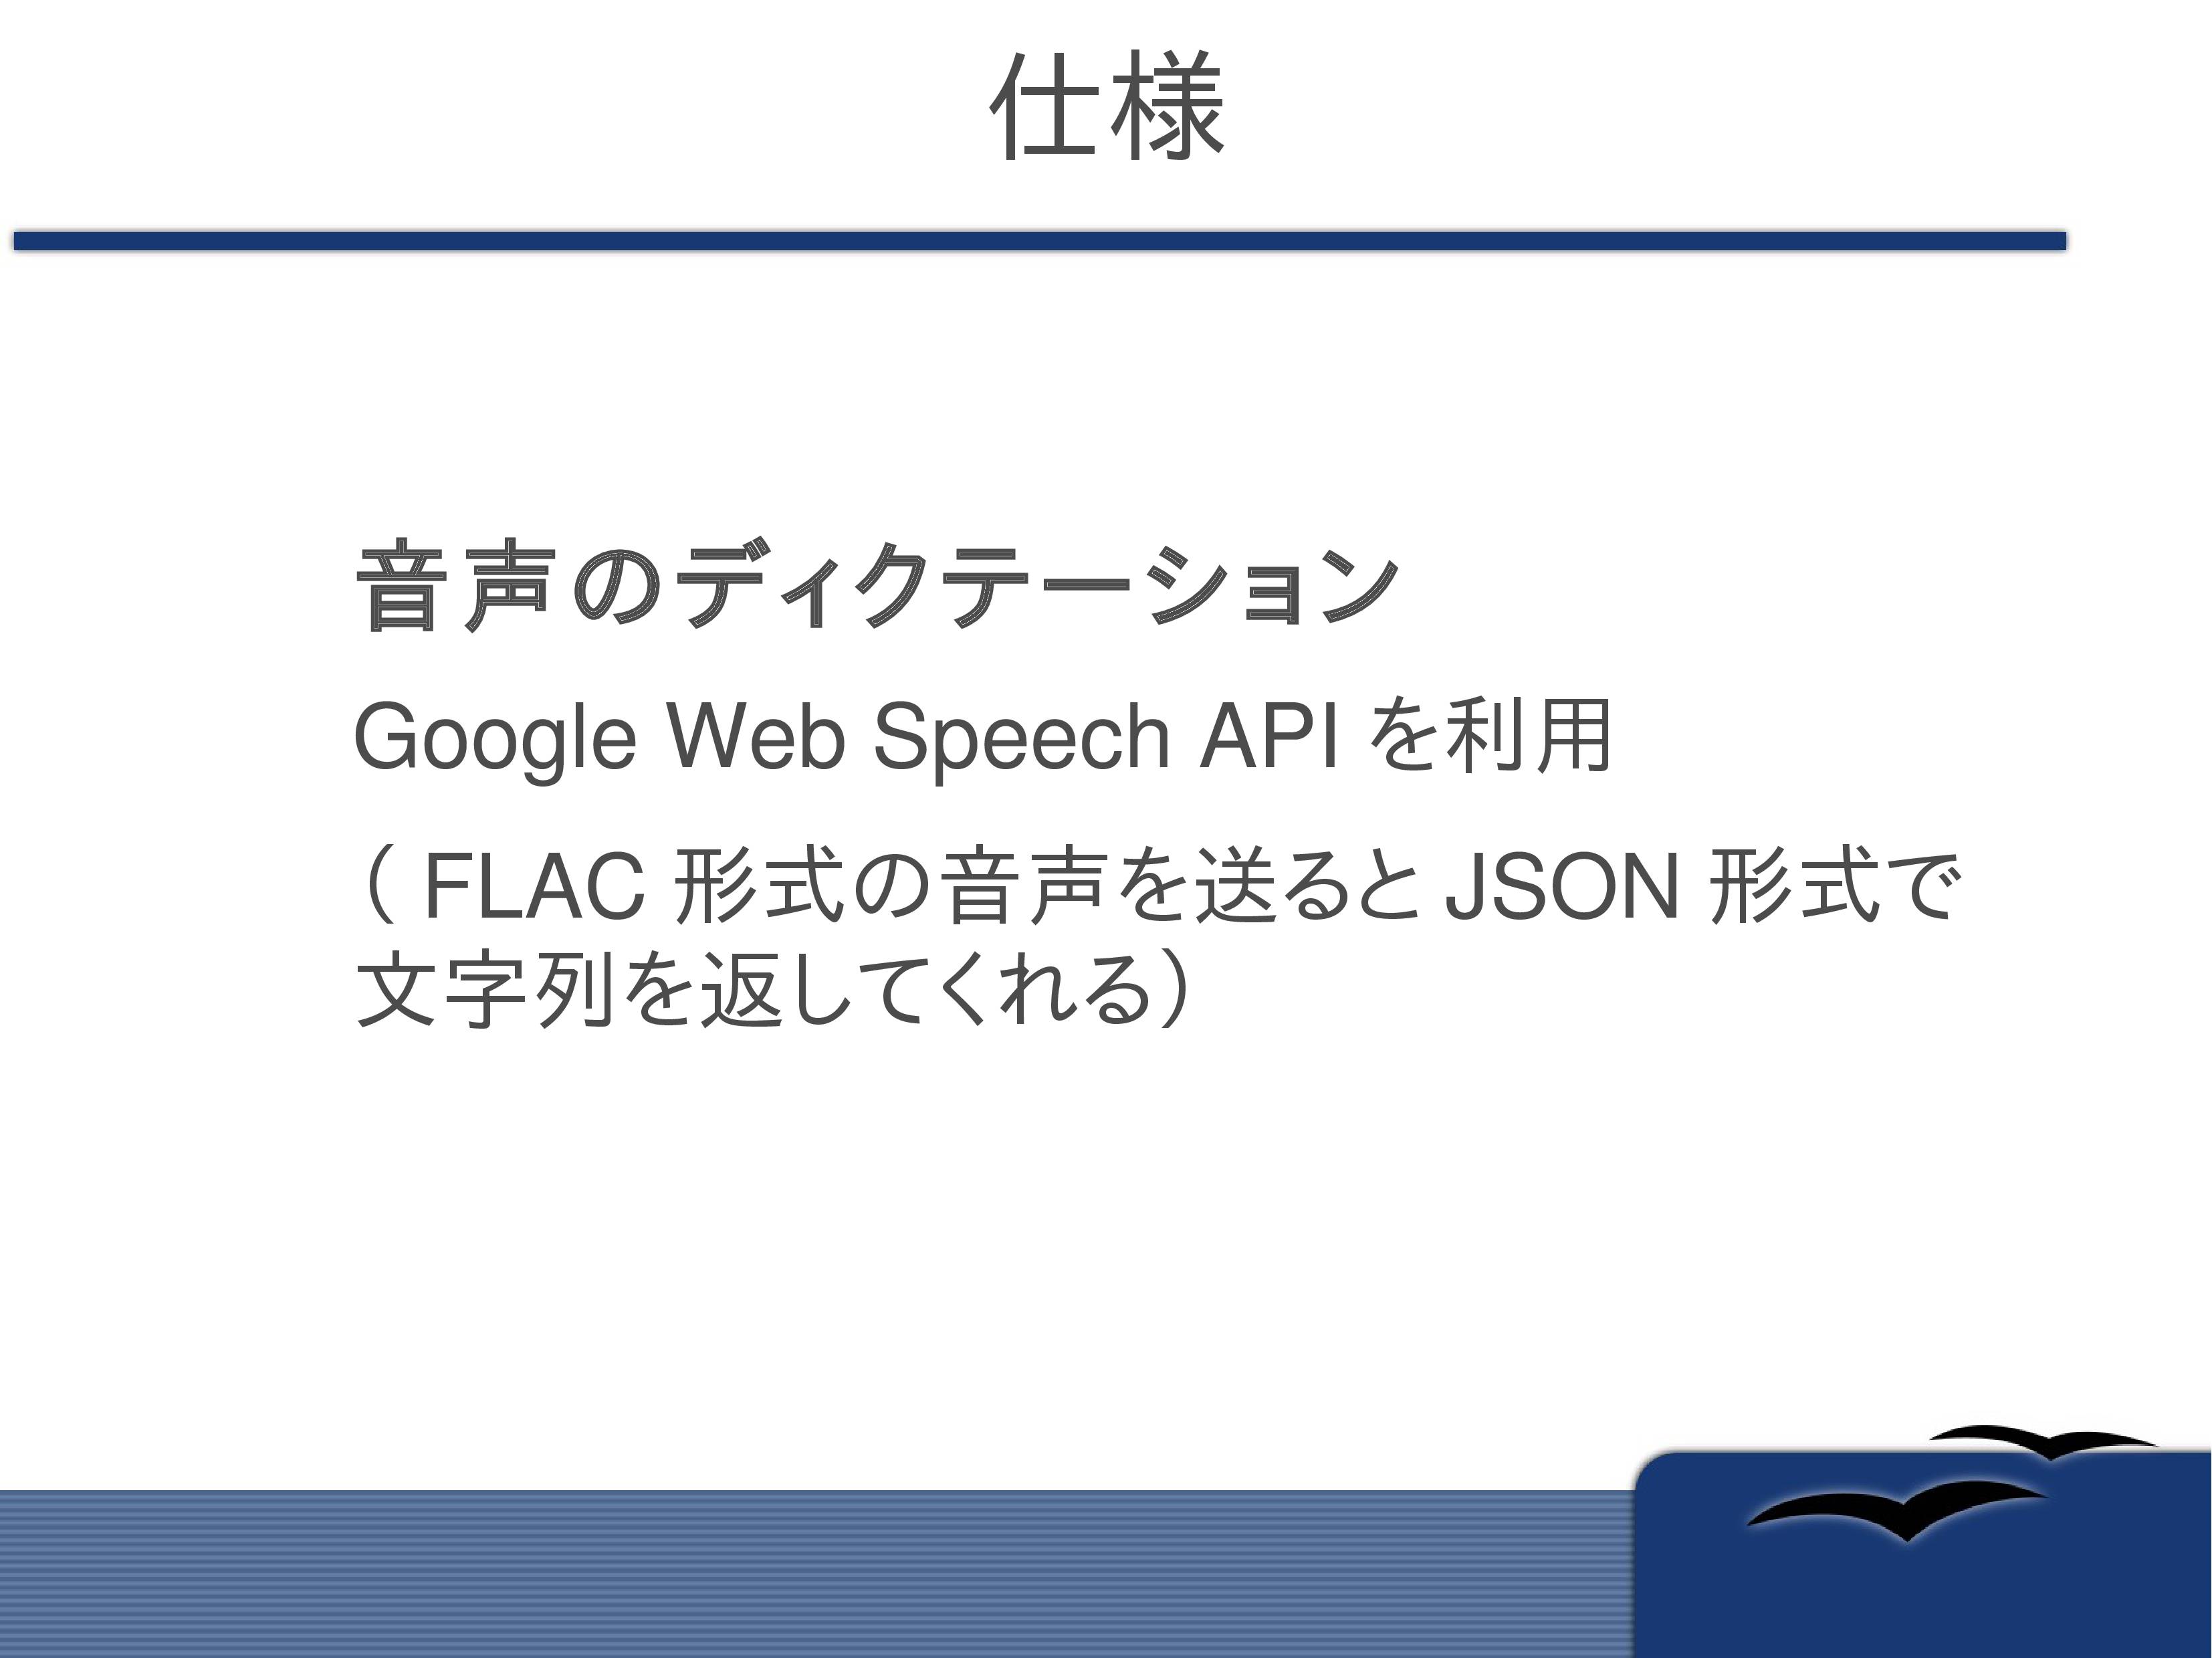 仕様
音声のディクテーション
Google Web Speech API を利用
（ FLAC 形式の音声を送ると JSON 形式で
文字列を返してくれる）